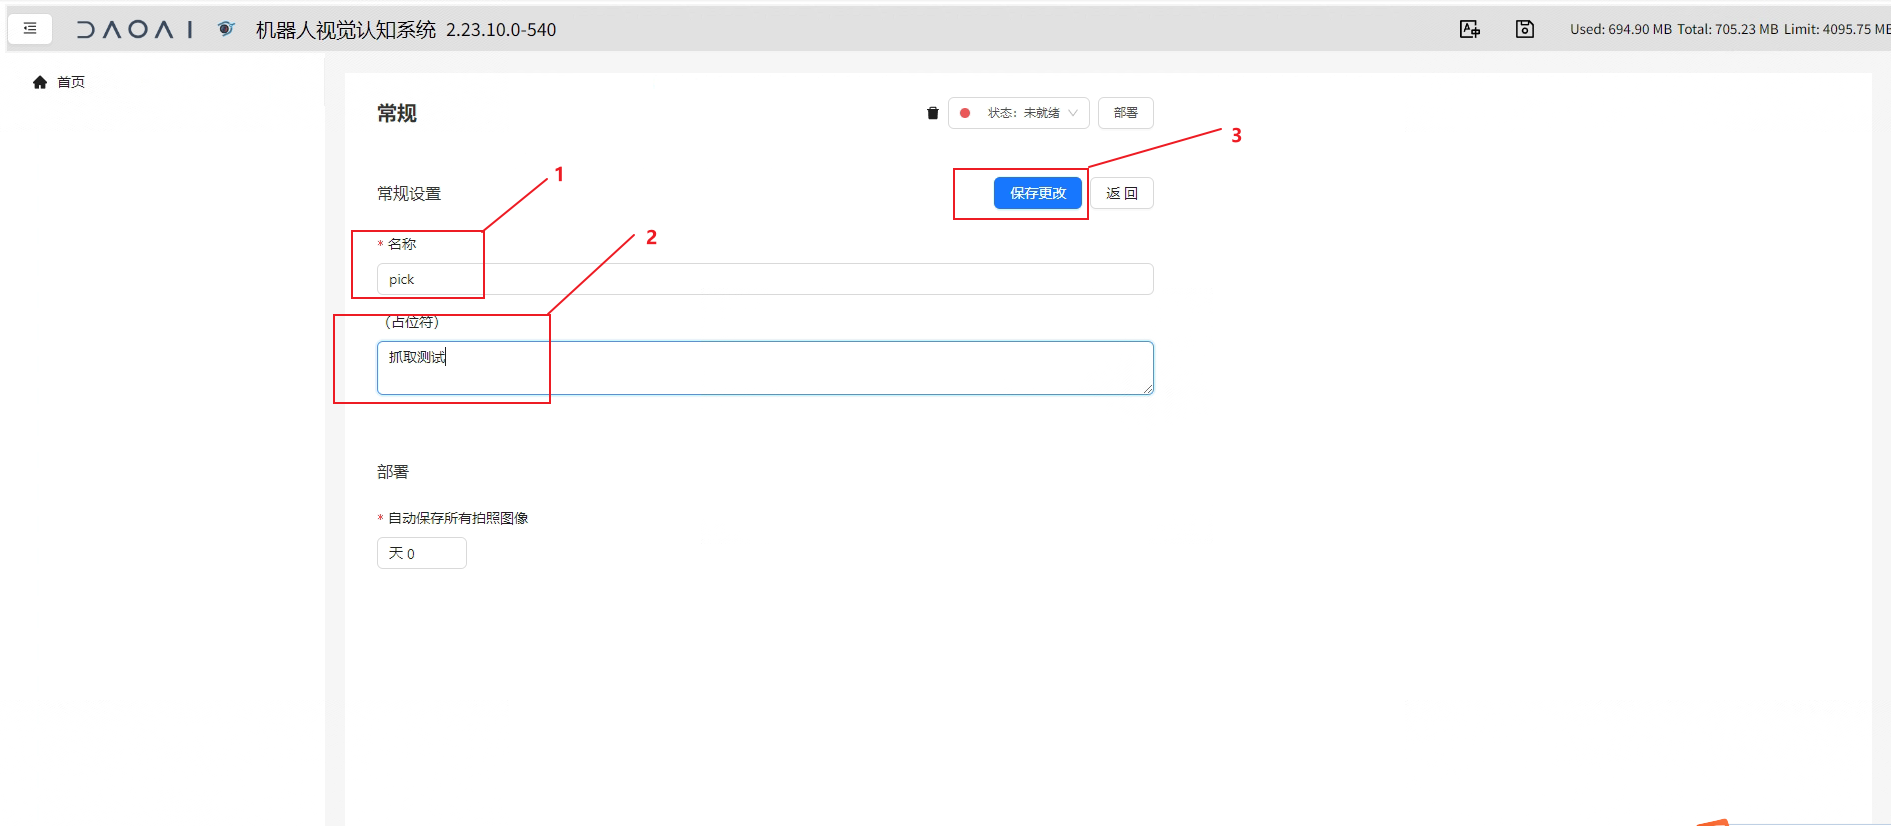 DAOAI 机器人视觉认知系统 2.23.10.0-540 Used: 694.90 MB Total: 705.23 MB Limit: 4095.75 MB
首页
常规 状态：未就绪 部署
3
1
常规设置 保存更改 返回
2
* 名称
pick
（占位符）
抓取测试
部署
* 自动保存所有拍照图像
天 0